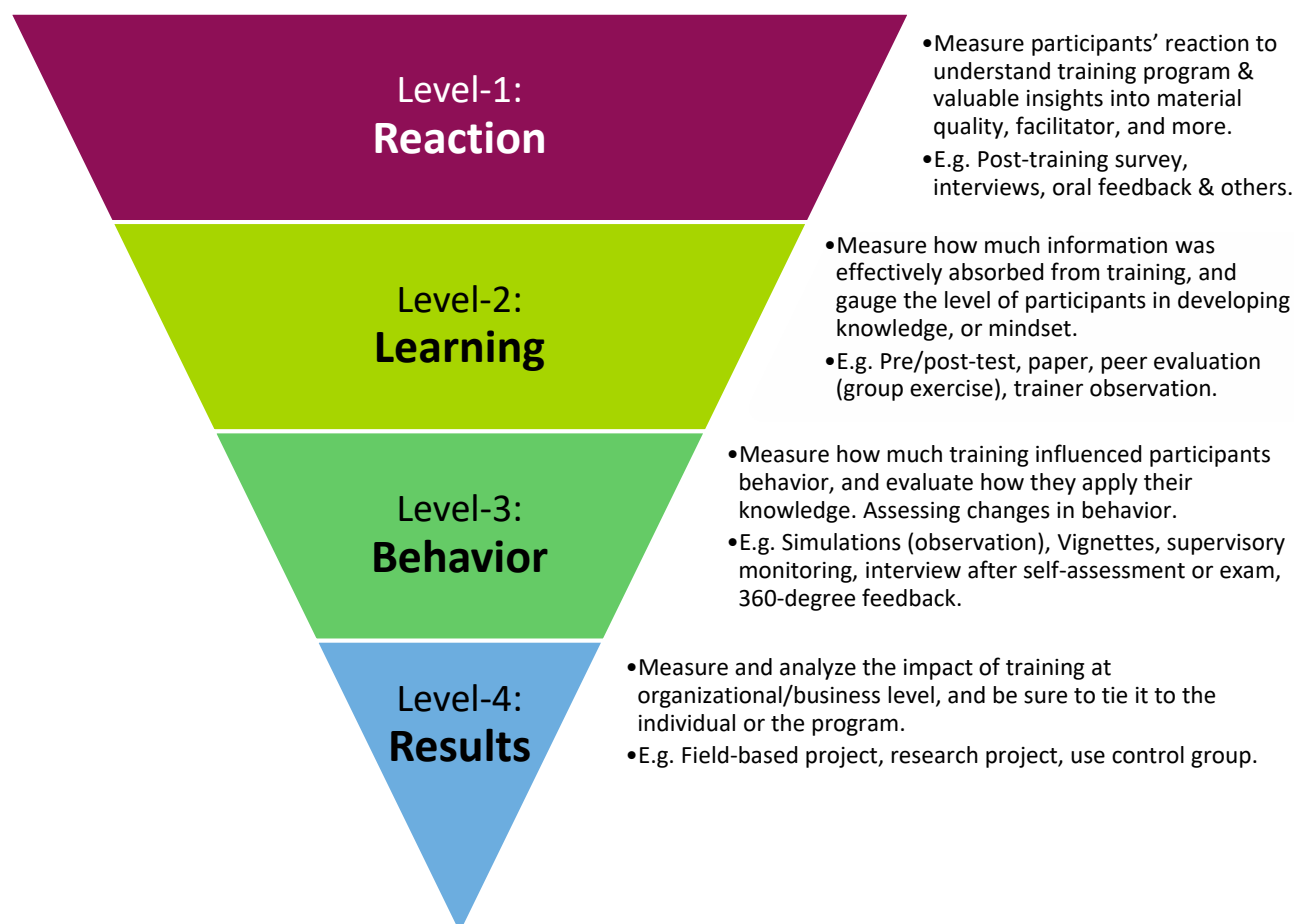 Level-1:
Reaction
•Measure participants’ reaction to
understand training program &
valuable insights into material
quality, facilitator, and more.
•E.g. Post-training survey,
interviews, oral feedback & others.
Level-2:
Learning
•Measure how much information was
effectively absorbed from training, and
gauge the level of participants in developing
knowledge, or mindset.
•E.g. Pre/post-test, paper, peer evaluation
(group exercise), trainer observation.
Level-3:
Behavior
•Measure how much training influenced participants
behavior, and evaluate how they apply their
knowledge. Assessing changes in behavior.
•E.g. Simulations (observation), Vignettes, supervisory
monitoring, interview after self-assessment or exam,
360-degree feedback.
Level-4:
Results
•Measure and analyze the impact of training at
organizational/business level, and be sure to tie it to the
individual or the program.
•E.g. Field-based project, research project, use control group.